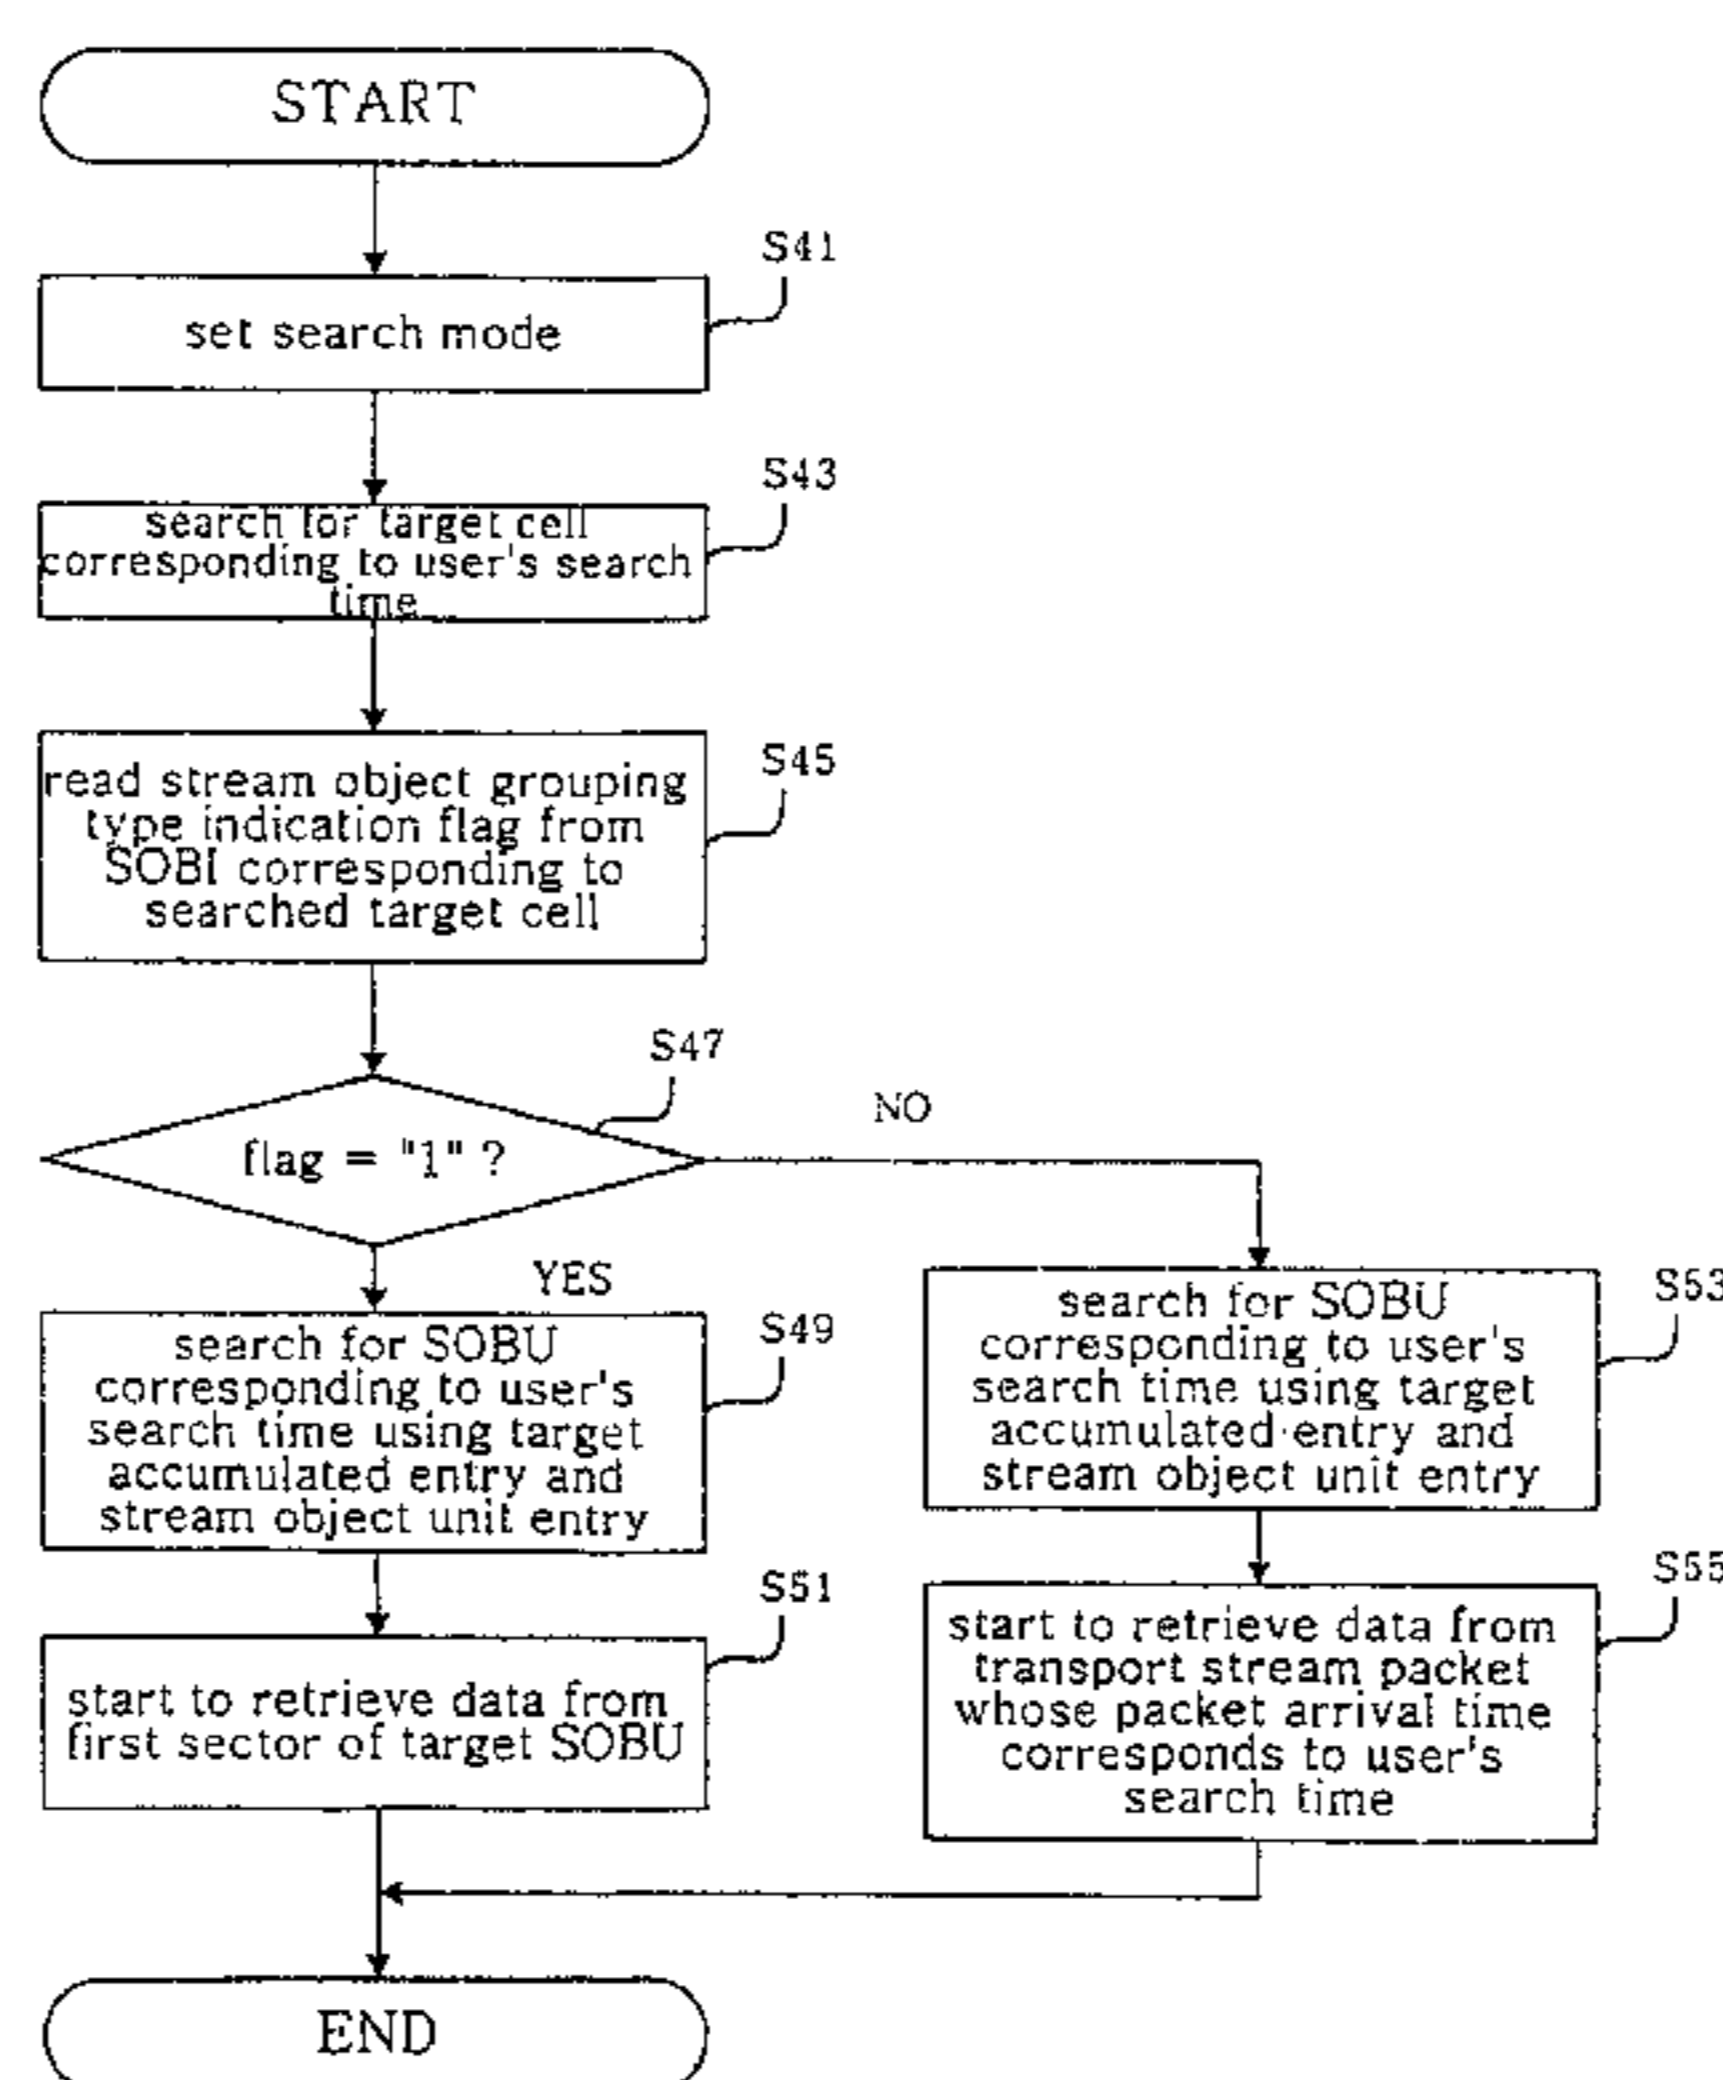 START
S41
set search mode
S43
search for target cell
corresponding to user's search
time
S45
read stream object grouping
type indication flag from
SOBI corresponding to
searched target cell
S47
flag = "1" ?
NO
YES
S49
search for SOBU
corresponding to user's
search time using target
accumulated entry and
stream object unit entry
S53
search for SOBU
corresponding to user's
search time using target
accumulated entry and
stream object unit entry
S51
start to retrieve data from
first sector of target SOBU
S55
start to retrieve data from
transport stream packet
whose packet arrival time
corresponds to user's
search time
END